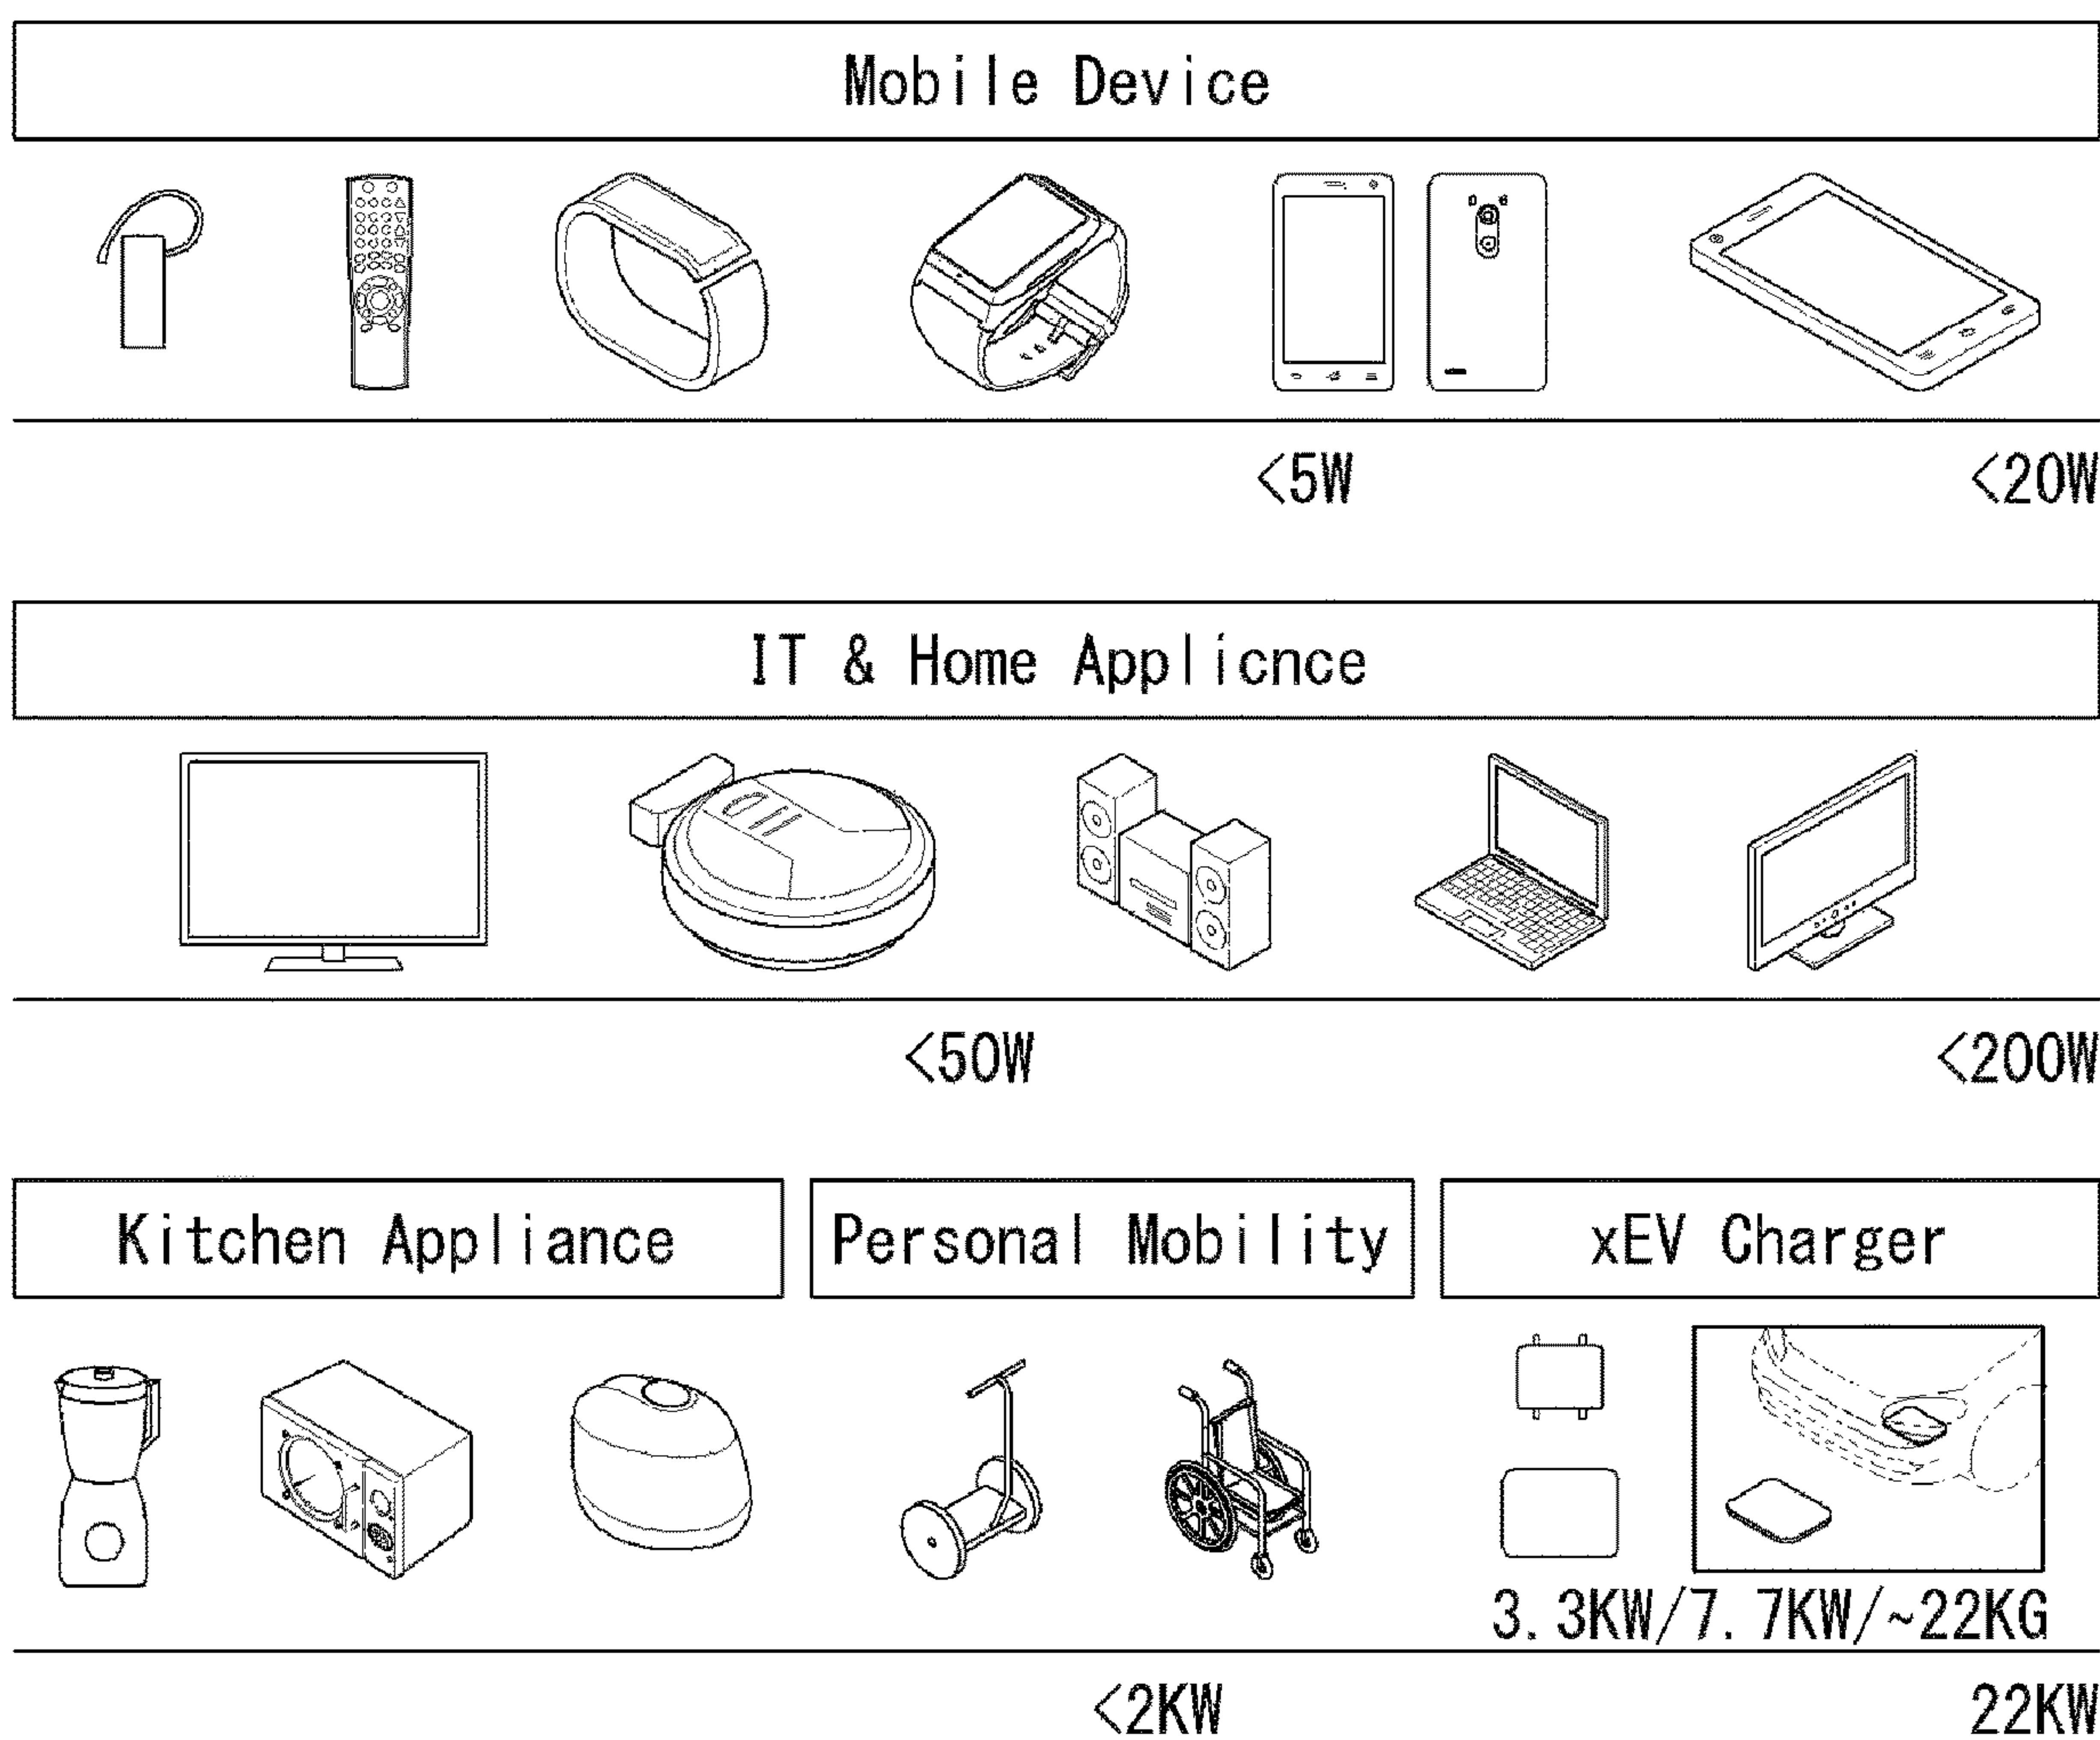 Mobile Device
<5W <20W
IT & Home Applicnce
<50W <200W
Kitchen Appliance Personal Mobility xEV Charger
3.3KW/7.7KW/~22KG
<2KW 22KW